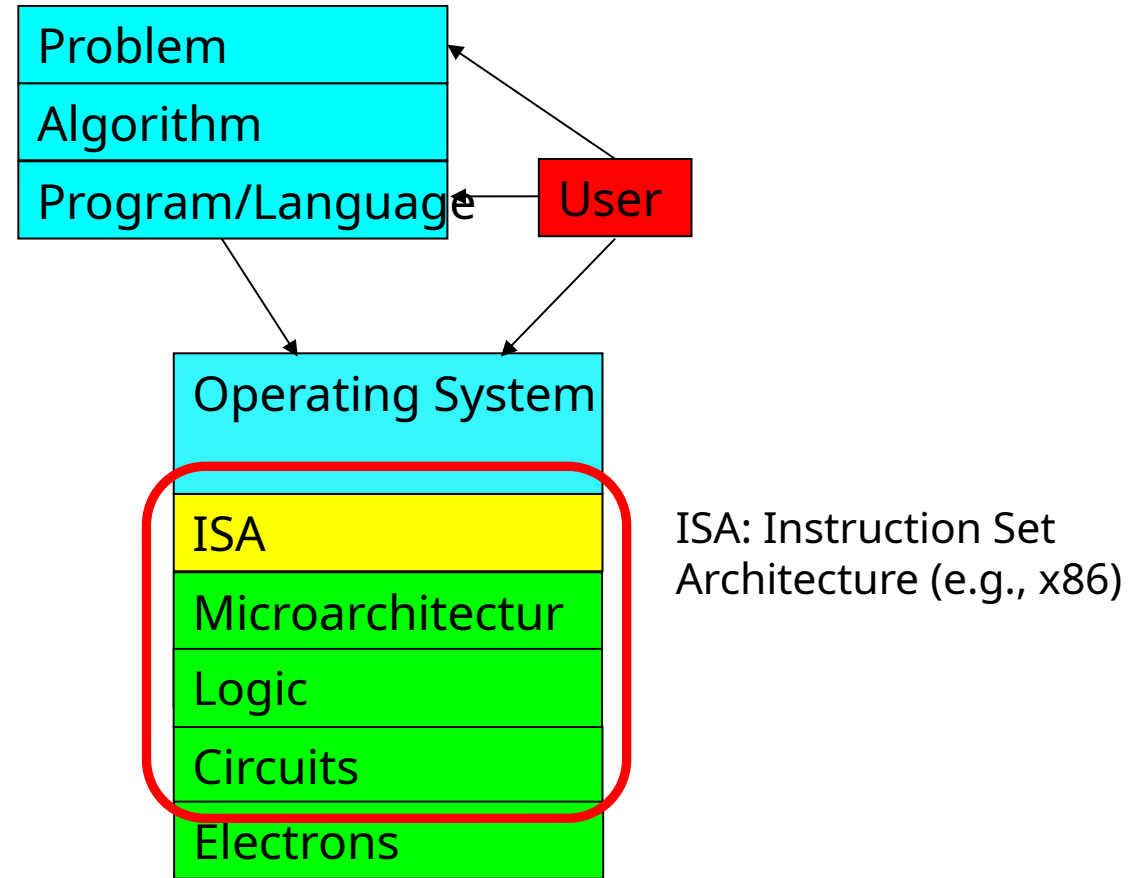 Problem
Algorithm
Program/Language
User
Operating System
ISA
ISA: Instruction Set
Architecture (e.g., x86)
Microarchitectur
Logic
Circuits
Electrons